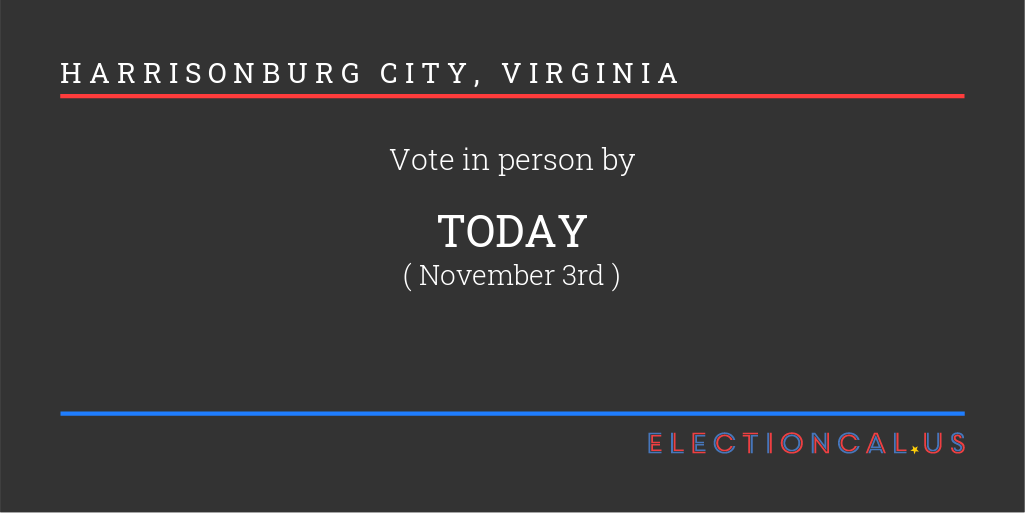 HARRISONBURG CITY, VIRGINIA
Vote in person by
TODAY
( November 3rd )
ELECTIONCAL.US